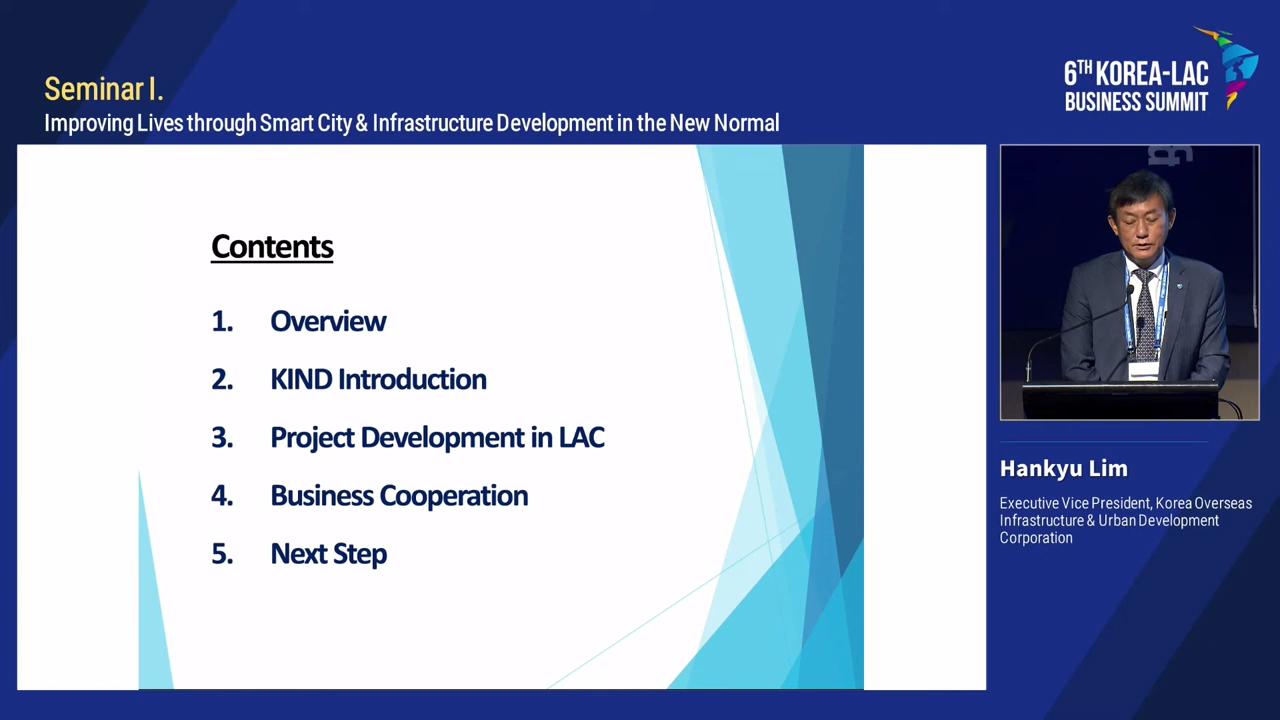 Seminar I.
Improving Lives through Smart City & Infrastructure Development in the New Normal
6TH KOREA-LAC
BUSINESS SUMMIT
Contents
1. Overview
2. KIND Introduction
3. Project Development in LAC
4. Business Cooperation
5. Next Step
Hankyu Lim
Executive Vice President, Korea Overseas
Infrastructure & Urban Development
Corporation